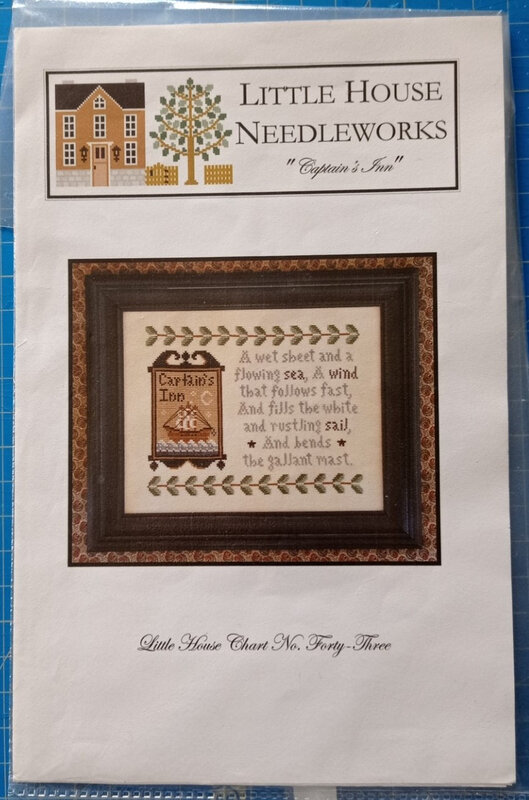 LITTLE HOUSE
NEEDLEWORKS
"Captain's Inn"
Captain's
Inn
A wet sheet and a
flowing sea, A wind
that follows fast,
And fills the white
and rustling sail,
And bends
the gallant mast.
Little House Chart No. Forty-Three